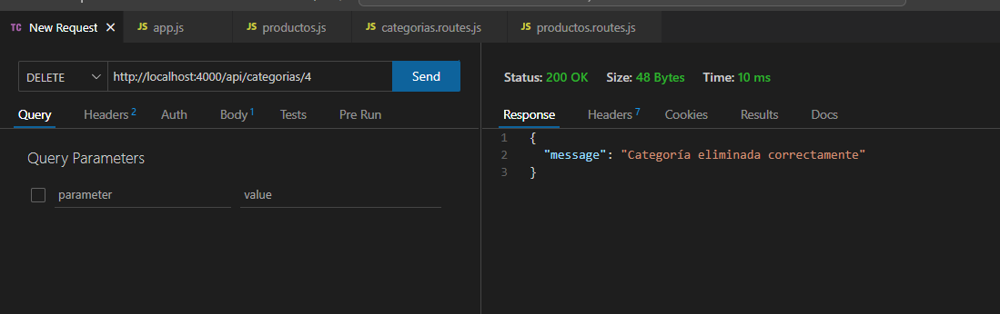 TC New Request ✕ JS app.js JS productos.js JS categorias.routes.js JS productos.routes.js
DELETE http://localhost:4000/api/categorias/4 Send
Query Headers 2 Auth Body 1 Tests Pre Run
Query Parameters
parameter value
Status: 200 OK Size: 48 Bytes Time: 10 ms
Response Headers 7 Cookies Results Docs
1 {
2 "message": "Categoría eliminada correctamente"
3 }